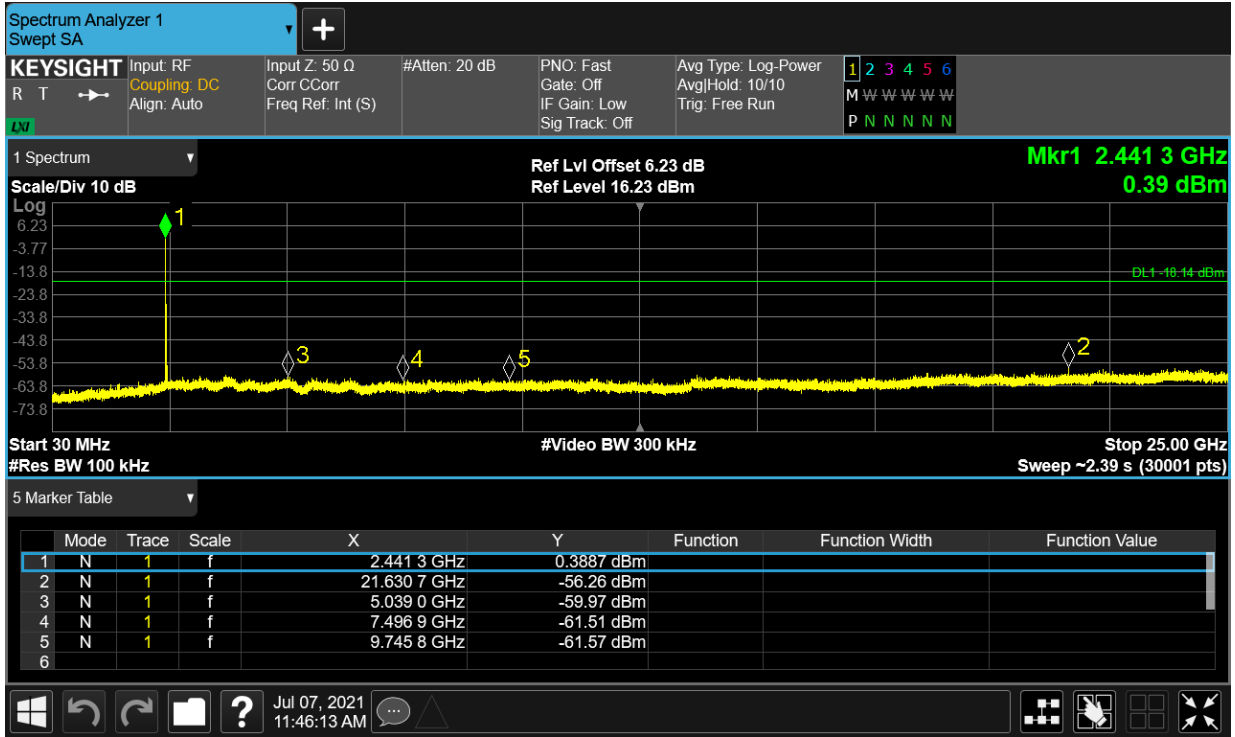 Spectrum Analyzer 1
Swept SA
KEYSIGHT
R T
LXI
Input: RF
Coupling: DC
Align: Auto
Input Z: 50 Ω
Corr CCorr
Freq Ref: Int (S)
#Atten: 20 dB
PNO: Fast
Gate: Off
IF Gain: Low
Sig Track: Off
Avg Type: Log-Power
Avg|Hold: 10/10
Trig: Free Run
1 2 3 4 5 6
M W W W W W
P N N N N N
1 Spectrum
Scale/Div 10 dB
Ref Lvl Offset 6.23 dB
Ref Level 16.23 dBm
Mkr1 2.441 3 GHz
0.39 dBm
Log
6.23
-3.77
-13.8
-23.8
-33.8
-43.8
-53.8
-63.8
-73.8
1
3
4
5
2
DL1 -18.14 dBm
Start 30 MHz
#Res BW 100 kHz
#Video BW 300 kHz
Stop 25.00 GHz
Sweep ~2.39 s (30001 pts)
5 Marker Table
Mode Trace Scale X Y Function Function Width Function Value
1 N 1 f 2.441 3 GHz 0.3887 dBm
2 N 1 f 21.630 7 GHz -56.26 dBm
3 N 1 f 5.039 0 GHz -59.97 dBm
4 N 1 f 7.496 9 GHz -61.51 dBm
5 N 1 f 9.745 8 GHz -61.57 dBm
6
?
Jul 07, 2021
11:46:13 AM